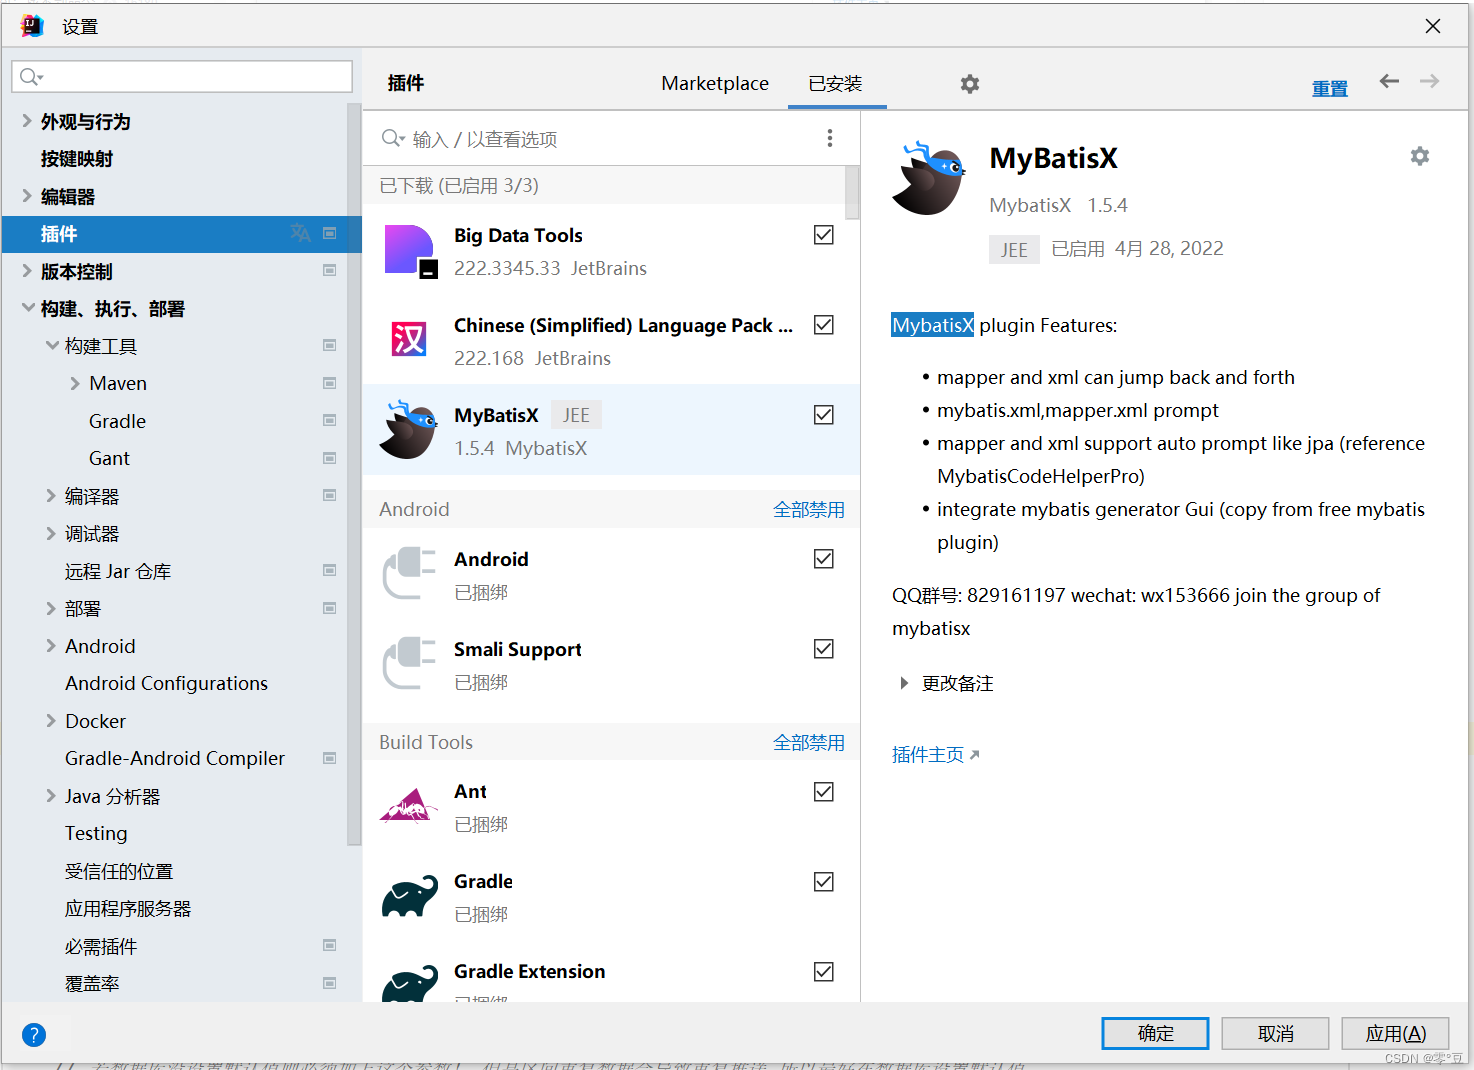 设置
外观与行为
按键映射
编辑器
插件
版本控制
构建、执行、部署
构建工具
Maven
Gradle
Gant
编译器
调试器
远程 Jar 仓库
部署
Android
Android Configurations
Docker
Gradle-Android Compiler
Java 分析器
Testing
受信任的位置
应用程序服务器
必需插件
覆盖率
插件
Marketplace
已安装
重置
输入 / 以查看选项
已下载 (已启用 3/3)
Big Data Tools
222.3345.33 JetBrains
Chinese (Simplified) Language Pack ...
222.168 JetBrains
MyBatisX JEE
1.5.4 MybatisX
Android 全部禁用
Android
已捆绑
Smali Support
已捆绑
Build Tools 全部禁用
Ant
已捆绑
Gradle
已捆绑
Gradle Extension
已捆绑
MyBatisX
MybatisX 1.5.4
JEE 已启用 4月 28, 2022
MybatisX plugin Features:
• mapper and xml can jump back and forth
• mybatis.xml,mapper.xml prompt
• mapper and xml support auto prompt like jpa (reference
MybatisCodeHelperPro)
• integrate mybatis generator Gui (copy from free mybatis
plugin)
QQ群号: 829161197 wechat: wx153666 join the group of
mybatisx
更改备注
插件主页
?
确定
取消
应用(A)
CSDN @零°豆